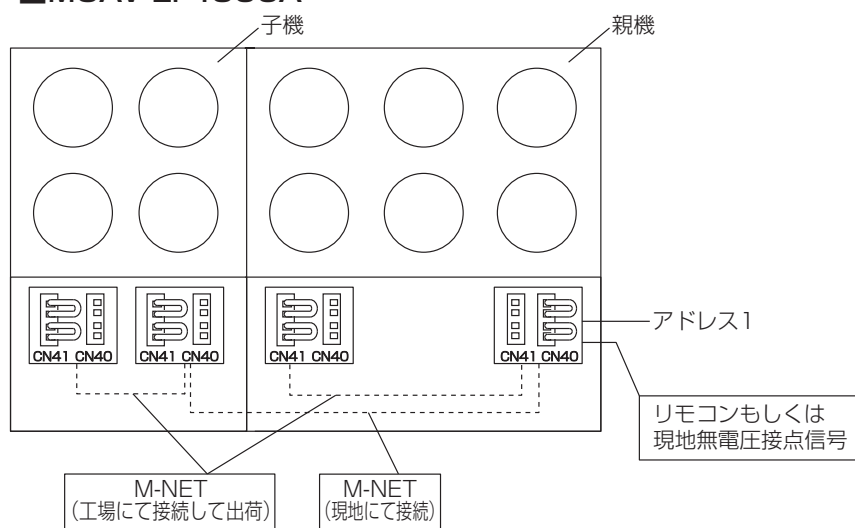 子機
親機
CN41 CN40
CN41 CN40
CN41 CN40
CN41 CN40
アドレス1
リモコンもしくは
現地無電圧接点信号
M-NET
(工場にて接続して出荷)
M-NET
(現地にて接続)